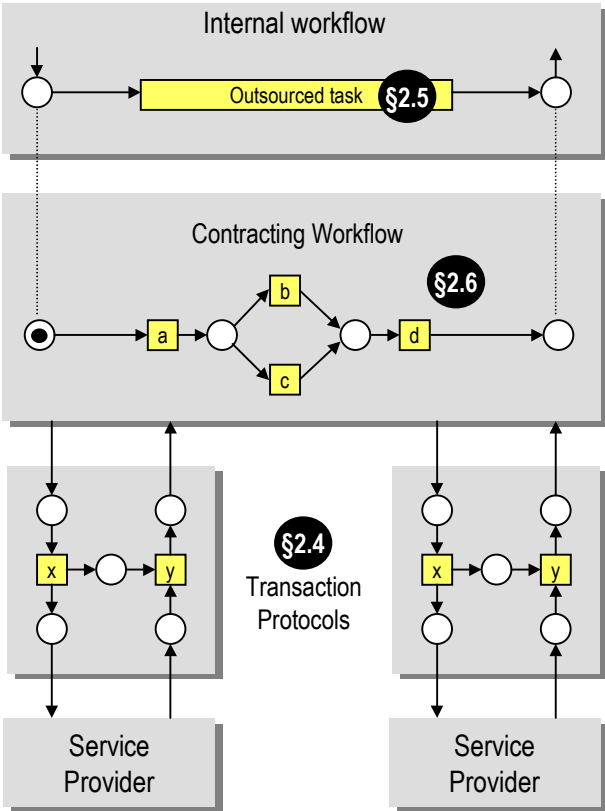 Internal workflow
Outsourced task §2.5
Contracting Workflow
§2.6
b
a
d
c
§2.4
x
y
x
y
Transaction
Protocols
Service
Provider
Service
Provider